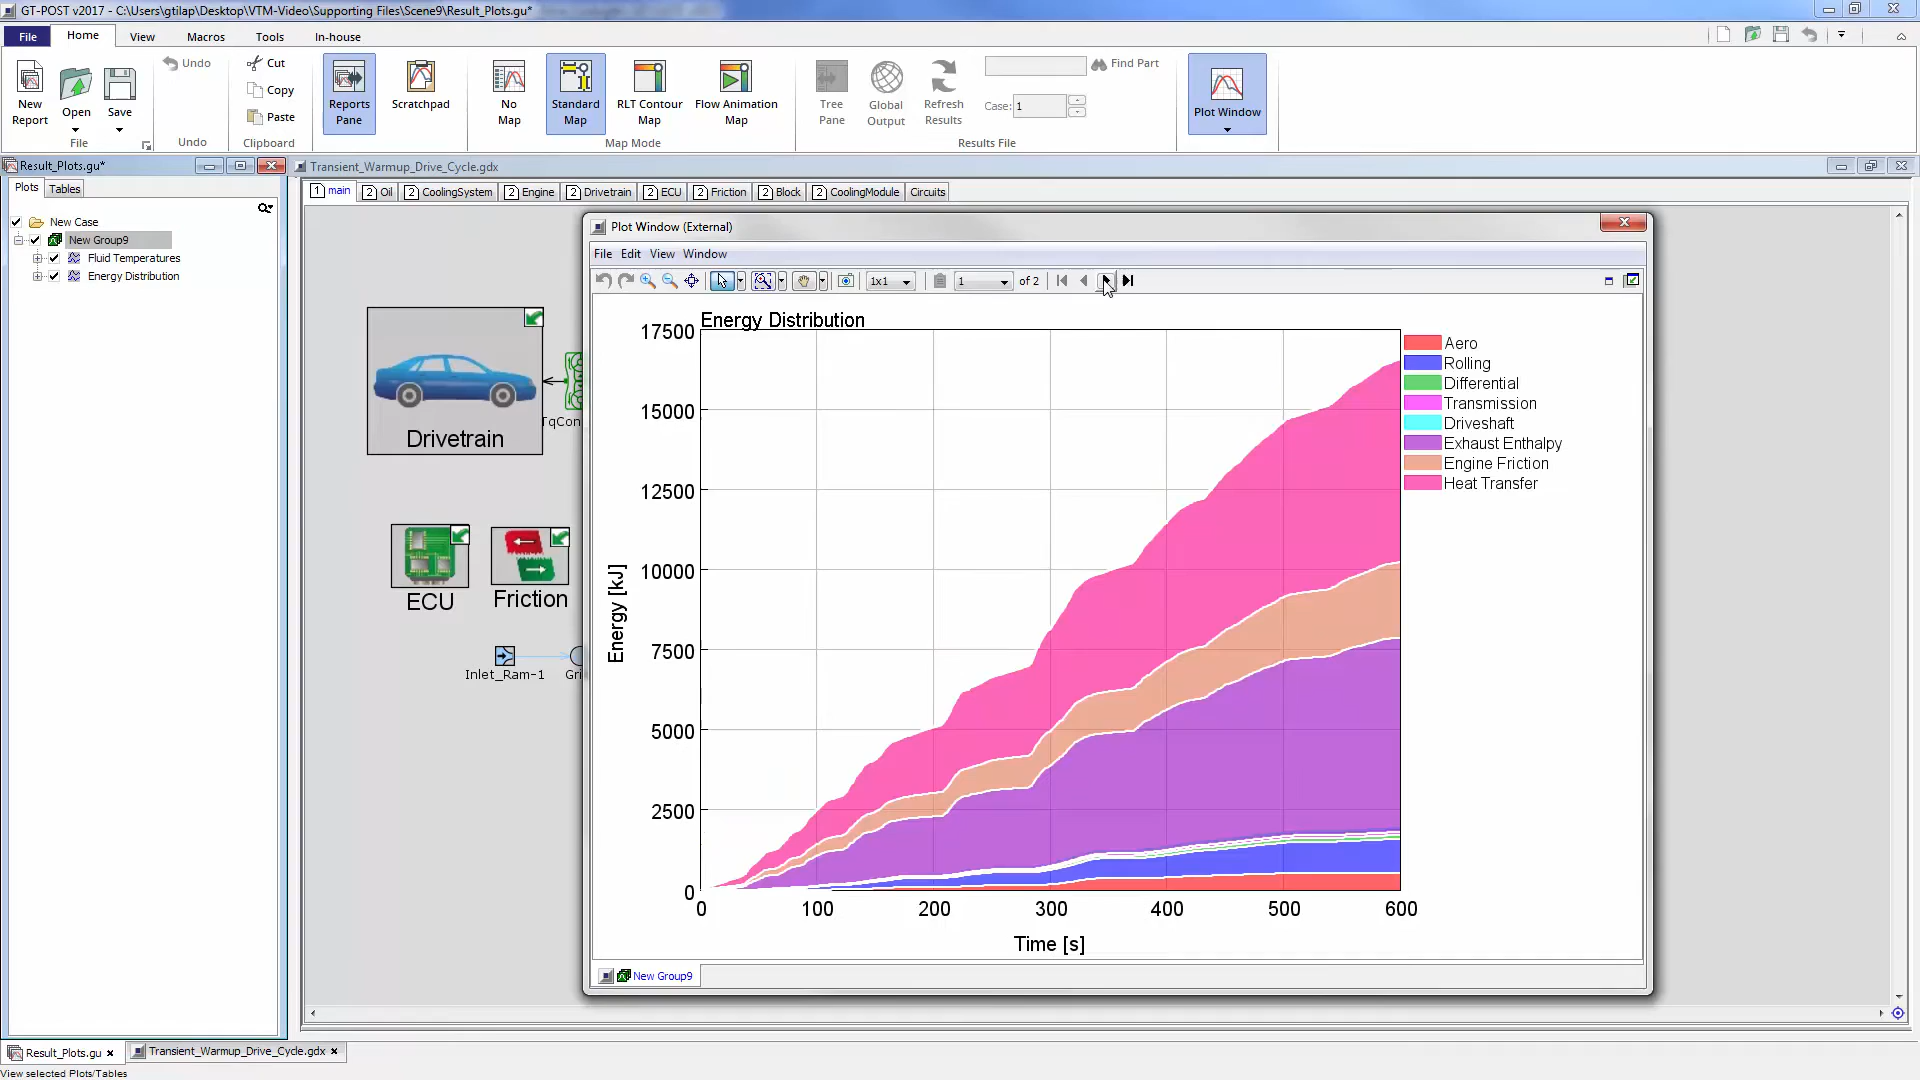 GT-POST v2017 - C:\Users\gtilap\Desktop\VTM-Video\Supporting Files\Scene9\Result_Plots.gu*
File Home View Macros Tools In-house
New Report
Open
Save
File
Undo
Undo
Cut
Copy
Paste
Clipboard
Reports Pane
Scratchpad
No Map
Standard Map
RLT Contour Map
Flow Animation Map
Map Mode
Tree Pane
Global Output
Refresh Results
Find Part
Case: 1
Results File
Plot Window
Result_Plots.gu*
Plots Tables
New Case
New Group9
Fluid Temperatures
Energy Distribution
Transient_Warmup_Drive_Cycle.gdx
1 main 2 Oil 2 CoolingSystem 2 Engine 2 Drivetrain 2 ECU 2 Friction 2 Block 2 CoolingModule Circuits
Drivetrain
TqCon
ECU
Friction
Inlet_Ram-1
Gri
Plot Window (External)
File Edit View Window
1x1 1 of 2
Energy Distribution
17500
15000
12500
10000
7500
5000
2500
0
Energy [kJ]
0 100 200 300 400 500 600
Time [s]
Aero
Rolling
Differential
Transmission
Driveshaft
Exhaust Enthalpy
Engine Friction
Heat Transfer
New Group9
Result_Plots.gu Transient_Warmup_Drive_Cycle.gdx
View selected Plots/Tables